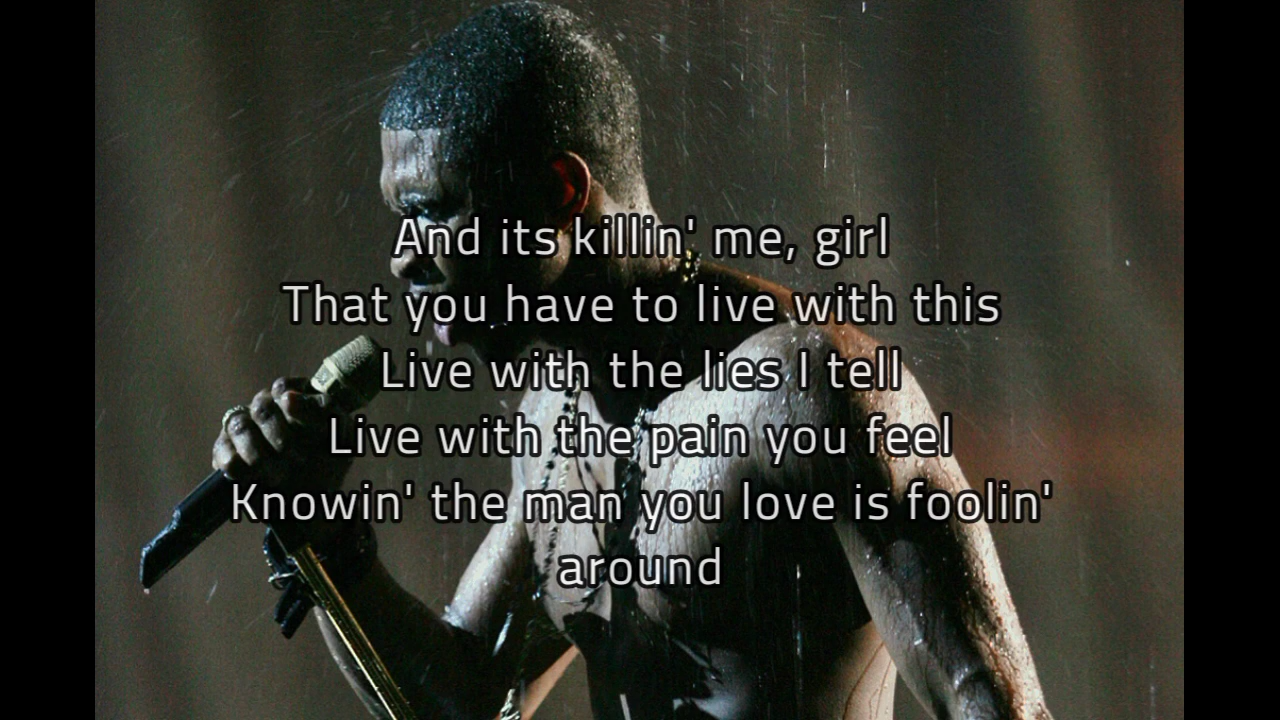 And its killin' me, girl
That you have to live with this
Live with the lies I tell
Live with the pain you feel
Knowin' the man you love is foolin'
around